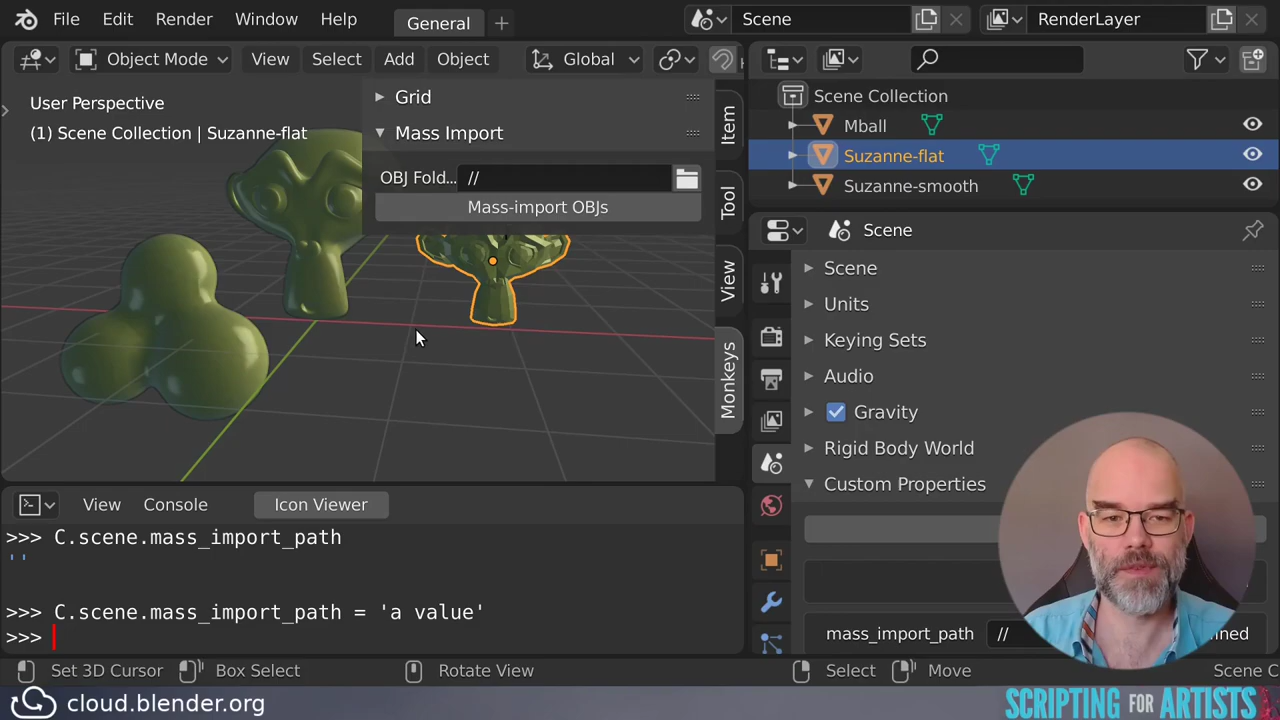 File Edit Render Window Help General Scene RenderLayer
Object Mode View Select Add Object Global
User Perspective
(1) Scene Collection | Suzanne-flat
Grid
Mass Import
OBJ Fold... //
Mass-import OBJs
Item
Tool
View
Monkeys
Scene Collection
Mball
Suzanne-flat
Suzanne-smooth
Scene
Scene
Units
Keying Sets
Audio
Gravity
Rigid Body World
Custom Properties
mass_import_path //
View Console Icon Viewer
>>> C.scene.mass_import_path
''
>>> C.scene.mass_import_path = 'a value'
>>>
Set 3D Cursor Box Select Rotate View Select Move Scene C
cloud.blender.org
SCRIPTING FOR ARTISTS